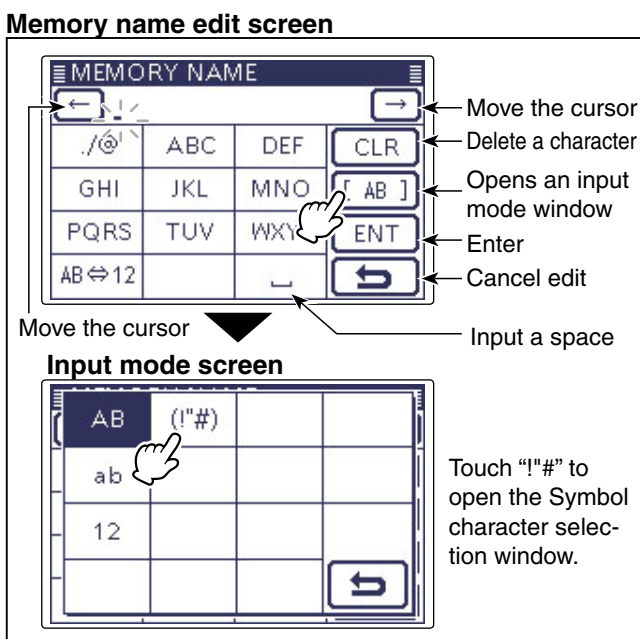 Memory name edit screen
MEMORY NAME
← →
./@ ABC DEF CLR
GHI JKL MNO [ AB ]
PQRS TUV WXY ENT
AB⇔12 ␣
Move the cursor
Delete a character
Opens an input
mode window
Enter
Cancel edit
Move the cursor
Input a space
Input mode screen
AB (!"#)
ab
12
Touch “!"#” to
open the Symbol
character selec-
tion window.